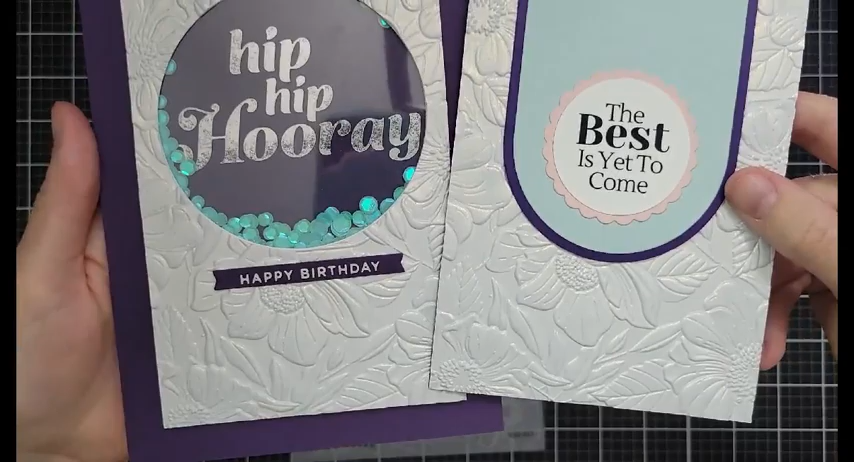 hip
hip
Hooray
HAPPY BIRTHDAY
The
Best
Is Yet To
Come